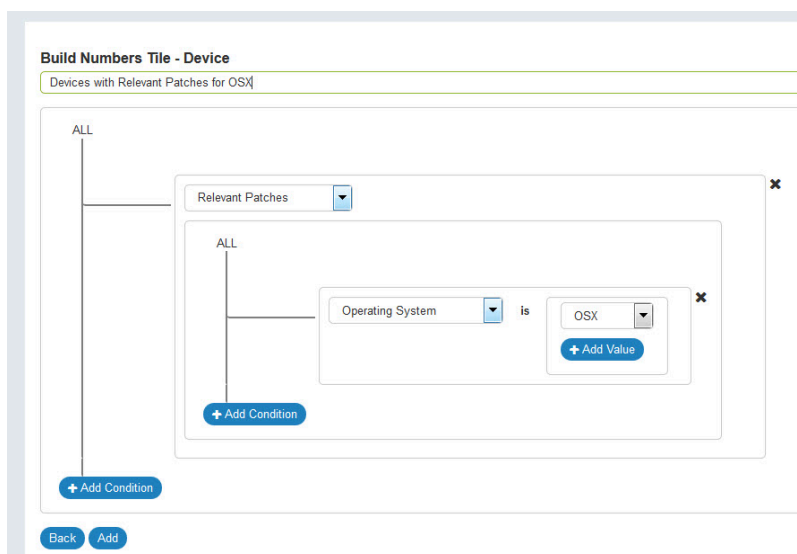 Build Numbers Tile - Device
Devices with Relevant Patches for OSX
ALL
Relevant Patches
ALL
Operating System is OSX
+ Add Value
+ Add Condition
+ Add Condition
Back Add